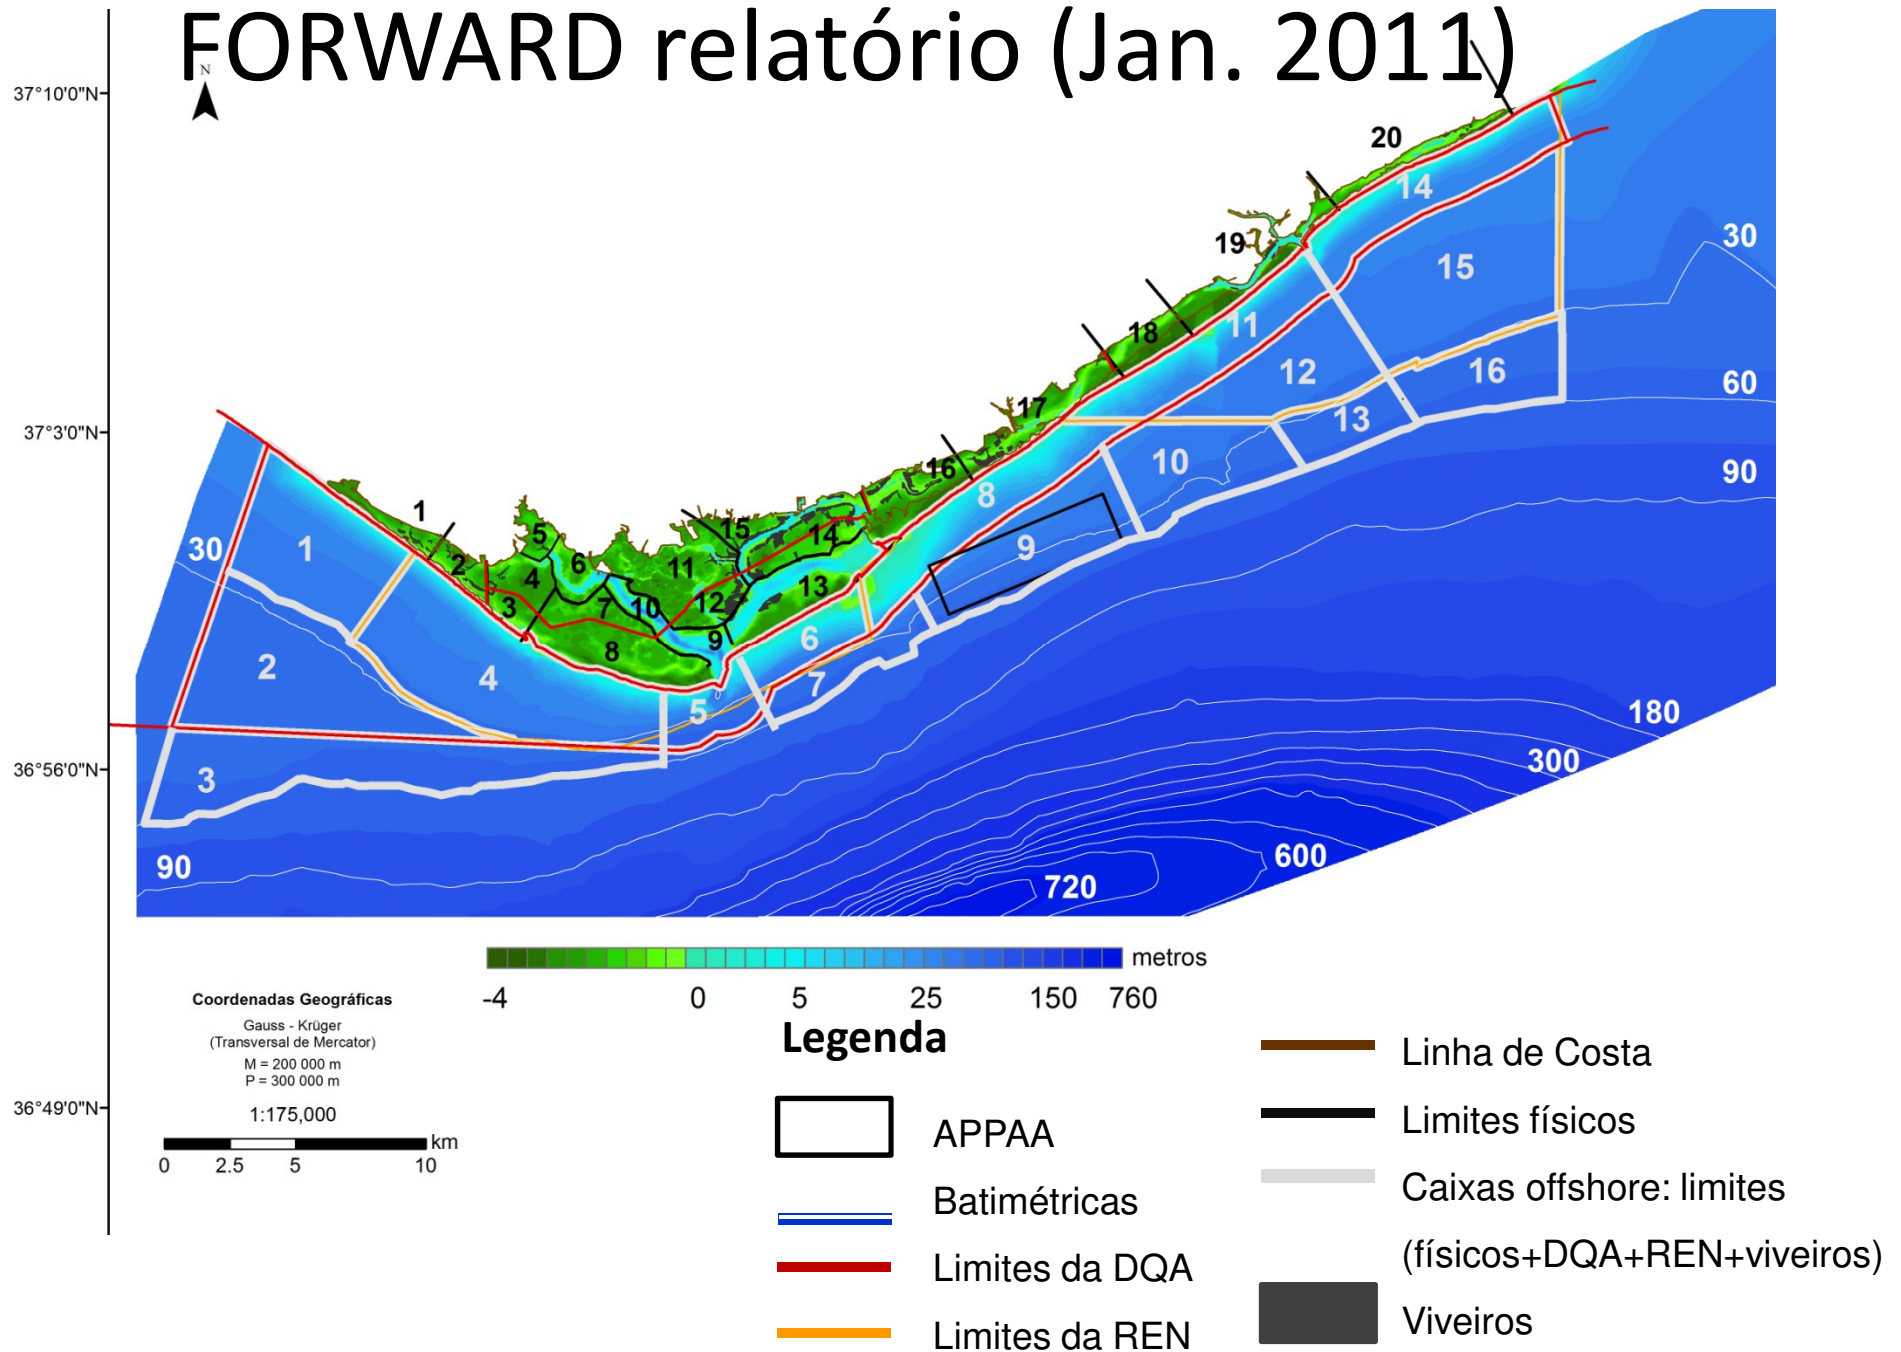 FORWARD relatório (Jan. 2011)
N
37°10'0"N
37°3'0"N
36°56'0"N
36°49'0"N
20
14
19
15
30
18
11
12
16
60
17
13
16
10
90
8
1
5
15
14
9
30
1
2
6
11
4
13
3
7
10
12
9
6
8
2
4
7
5
180
3
300
90
600
720
metros
-4
0
5
25
150
760
Coordenadas Geográficas
Gauss - Krüger
(Transversal de Mercator)
M = 200 000 m
P = 300 000 m
1:175,000
km
0
2.5
5
10
Legenda
APPAA
Batimétricas
Limites da DQA
Limites da REN
Linha de Costa
Limites físicos
Caixas offshore: limites
(físicos+DQA+REN+viveiros)
Viveiros